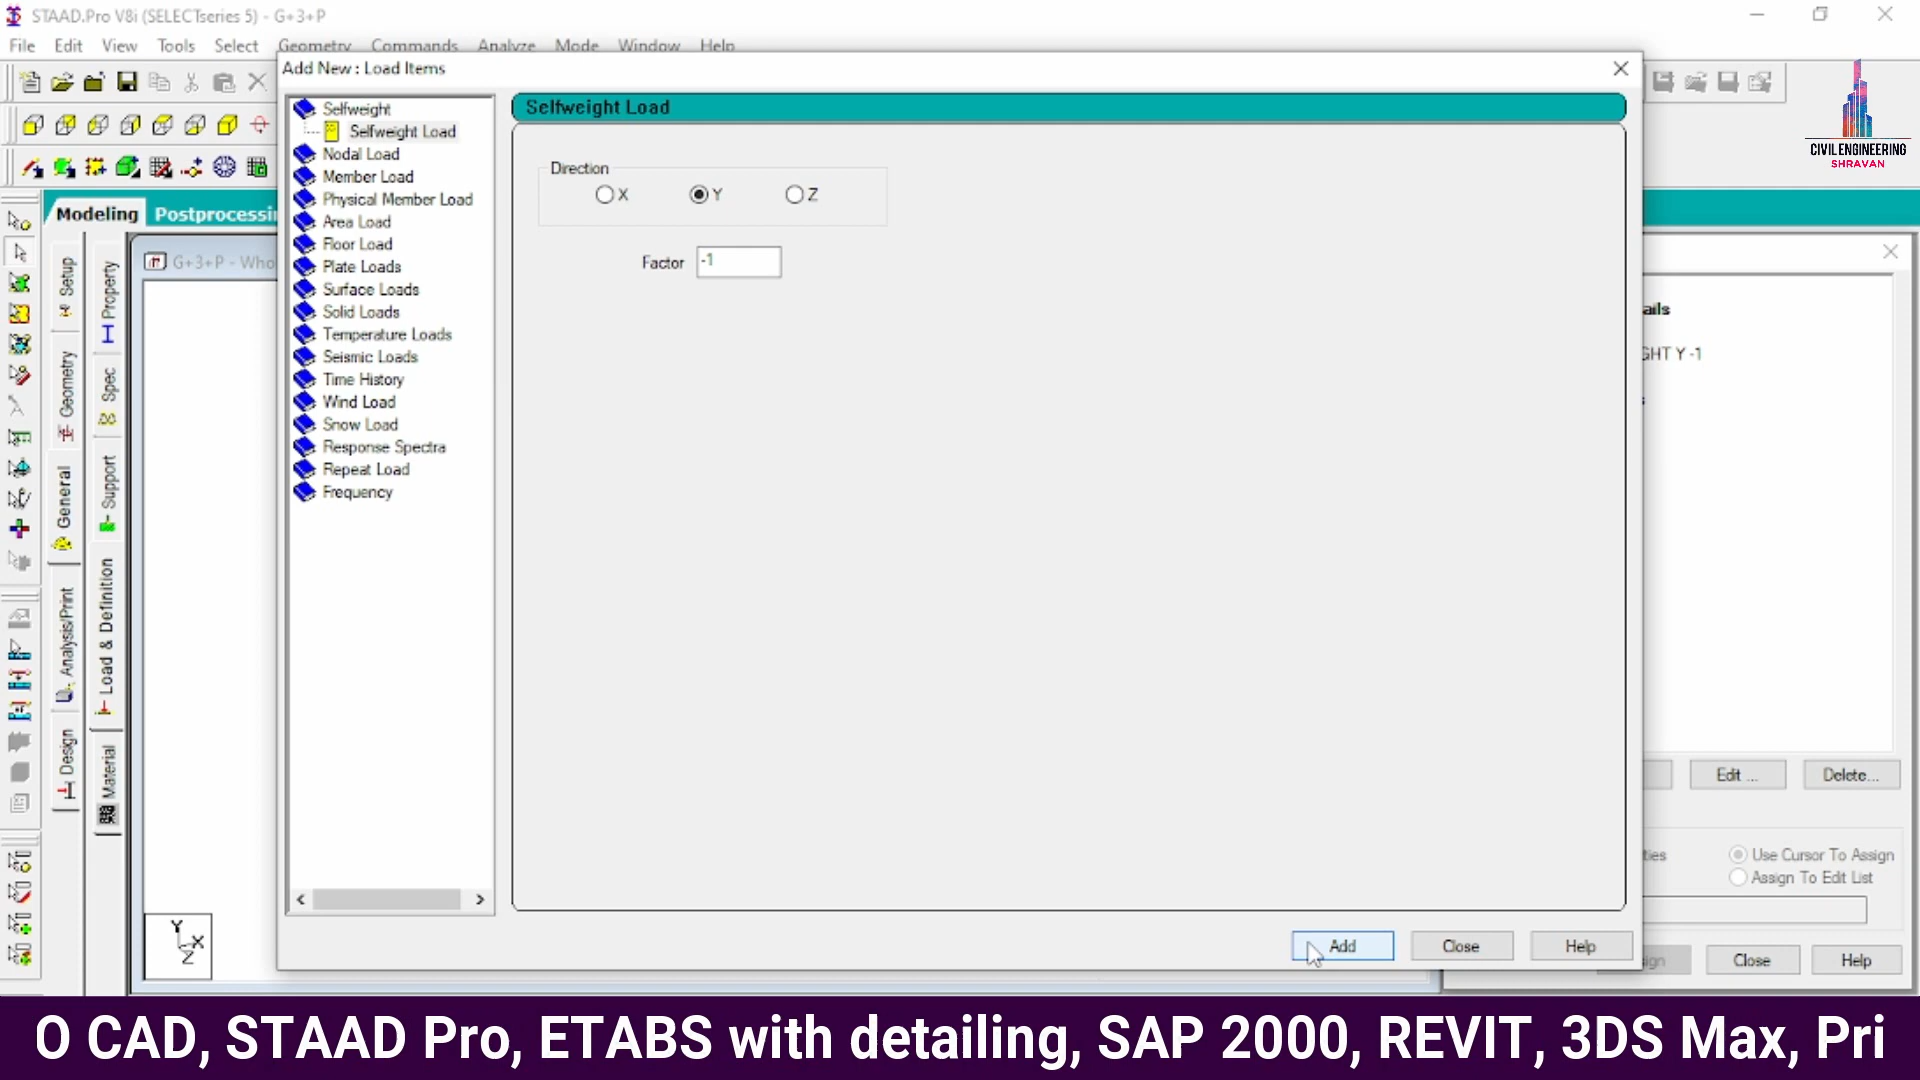 STAAD.Pro V8i (SELECTseries 5) - G+3+P
File Edit View Tools Select Geometry Commands Analyze Mode Window Help
Add New : Load Items
Selfweight
Selfweight Load
Nodal Load
Member Load
Physical Member Load
Area Load
Floor Load
Plate Loads
Surface Loads
Solid Loads
Temperature Loads
Seismic Loads
Time History
Wind Load
Snow Load
Response Spectra
Repeat Load
Frequency
Selfweight Load
Direction
X Y Z
Factor -1
Add Close Help
CIVIL ENGINEERING
SHRAVAN
Modeling Postprocessin
G+3+P - Who
Setup
Geometry
General
Analysis/Print
Design
Property
Spec
Support
Load & Definition
Material
Y
X
Z
ails
GHT Y -1
Edit ... Delete...
ties
Use Cursor To Assign
Assign To Edit List
ign Close Help
O CAD, STAAD Pro, ETABS with detailing, SAP 2000, REVIT, 3DS Max, Pri